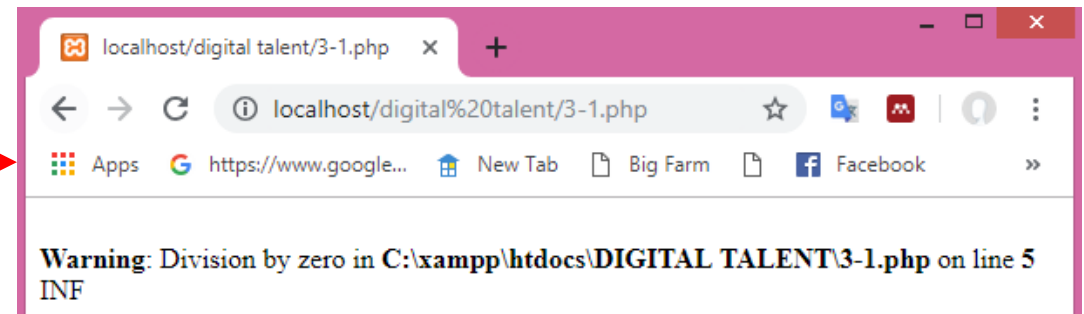 localhost/digital talent/3-1.php
localhost/digital%20talent/3-1.php
Apps https://www.google... New Tab Big Farm Facebook
Warning: Division by zero in C:\xampp\htdocs\DIGITAL TALENT\3-1.php on line 5
INF